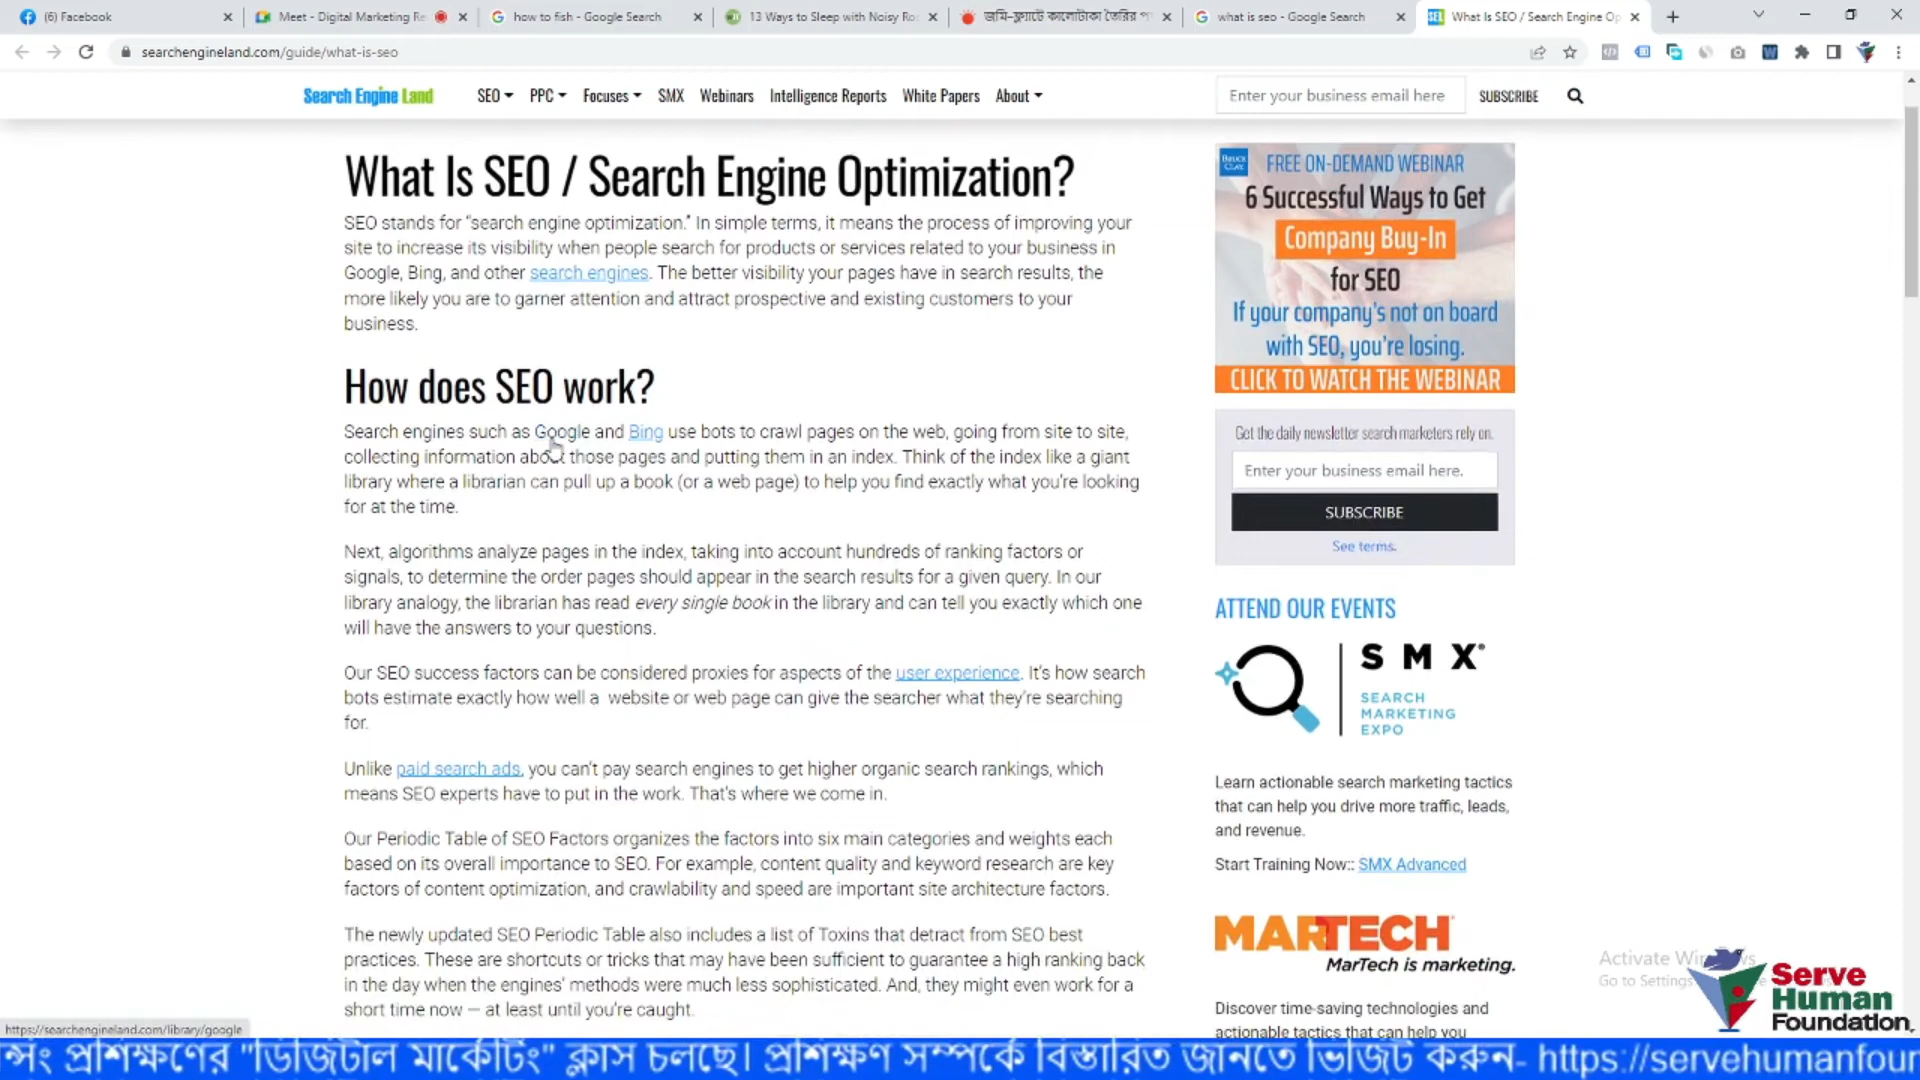 (6) Facebook
Meet - Digital Marketing Re
how to fish - Google Search
13 Ways to Sleep with Noisy Ro
জমি-ফ্ল্যাটে কালোটাকা তৈরির প
what is seo - Google Search
What Is SEO / Search Engine Op
searchengineland.com/guide/what-is-seo
Search Engine Land
SEO
PPC
Focuses
SMX
Webinars
Intelligence Reports
White Papers
About
Enter your business email here
SUBSCRIBE
What Is SEO / Search Engine Optimization?
SEO stands for “search engine optimization.” In simple terms, it means the process of improving your
site to increase its visibility when people search for products or services related to your business in
Google, Bing, and other search engines. The better visibility your pages have in search results, the
more likely you are to garner attention and attract prospective and existing customers to your
business.
How does SEO work?
Search engines such as Google and Bing use bots to crawl pages on the web, going from site to site,
collecting information about those pages and putting them in an index. Think of the index like a giant
library where a librarian can pull up a book (or a web page) to help you find exactly what you’re looking
for at the time.
Next, algorithms analyze pages in the index, taking into account hundreds of ranking factors or
signals, to determine the order pages should appear in the search results for a given query. In our
library analogy, the librarian has read every single book in the library and can tell you exactly which one
will have the answers to your questions.
Our SEO success factors can be considered proxies for aspects of the user experience. It’s how search
bots estimate exactly how well a website or web page can give the searcher what they’re searching
for.
Unlike paid search ads, you can’t pay search engines to get higher organic search rankings, which
means SEO experts have to put in the work. That’s where we come in.
Our Periodic Table of SEO Factors organizes the factors into six main categories and weights each
based on its overall importance to SEO. For example, content quality and keyword research are key
factors of content optimization, and crawlability and speed are important site architecture factors.
The newly updated SEO Periodic Table also includes a list of Toxins that detract from SEO best
practices. These are shortcuts or tricks that may have been sufficient to guarantee a high ranking back
in the day when the engines’ methods were much less sophisticated. And, they might even work for a
short time now — at least until you’re caught.
BRUCE CLAY
FREE ON-DEMAND WEBINAR
6 Successful Ways to Get
Company Buy-In
for SEO
If your company’s not on board
with SEO, you’re losing.
CLICK TO WATCH THE WEBINAR
Get the daily newsletter search marketers rely on.
Enter your business email here.
SUBSCRIBE
See terms.
ATTEND OUR EVENTS
SMX®
SEARCH
MARKETING
EXPO
Learn actionable search marketing tactics
that can help you drive more traffic, leads,
and revenue.
Start Training Now:: SMX Advanced
MARTECH
MarTech is marketing.
Discover time-saving technologies and
actionable tactics that can help you
Activate Wi
Go to Settings
Serve
Human
Foundation
https://searchengineland.com/library/google
ন্সিং প্রশিক্ষণের "ডিজিটাল মার্কেটিং" ক্লাস চলছে। প্রশিক্ষণ সম্পর্কে বিস্তারিত জানতে ভিজিট করুন- https://servehumanfour